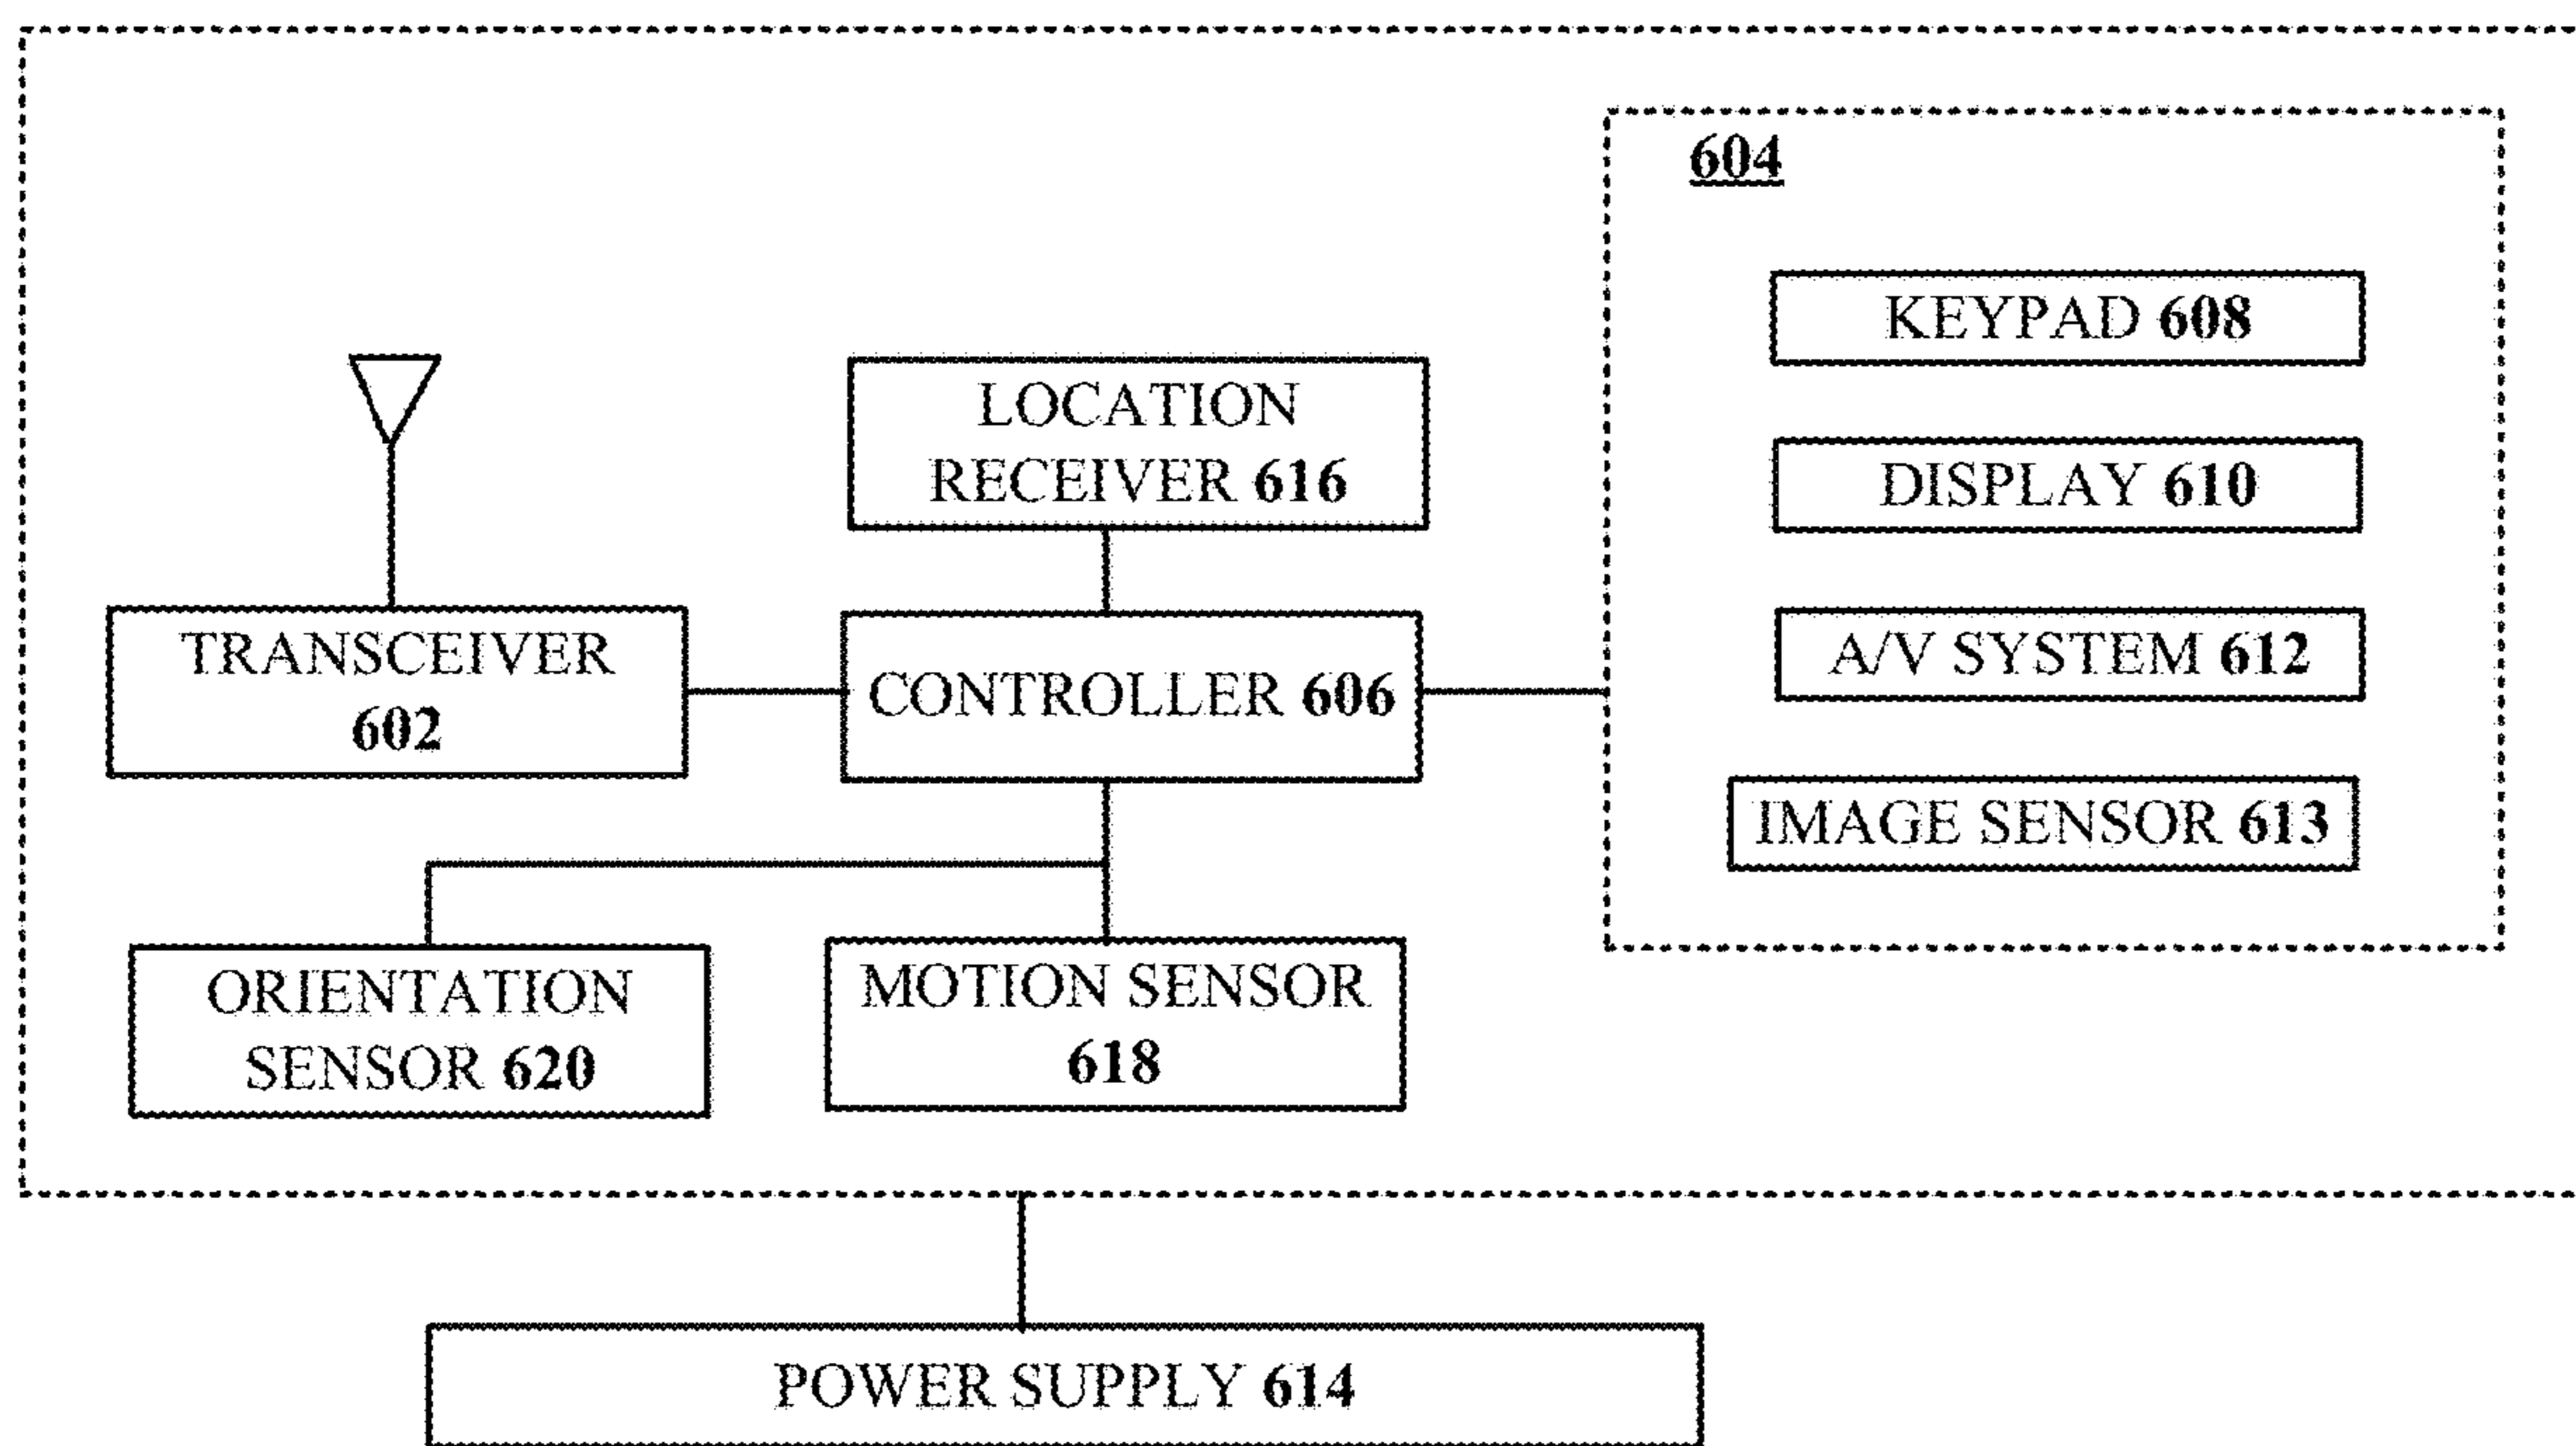 604
KEYPAD 608
LOCATION
RECEIVER 616
DISPLAY 610
TRANSCEIVER
602
CONTROLLER 606
A/V SYSTEM 612
IMAGE SENSOR 613
ORIENTATION
SENSOR 620
MOTION SENSOR
618
POWER SUPPLY 614